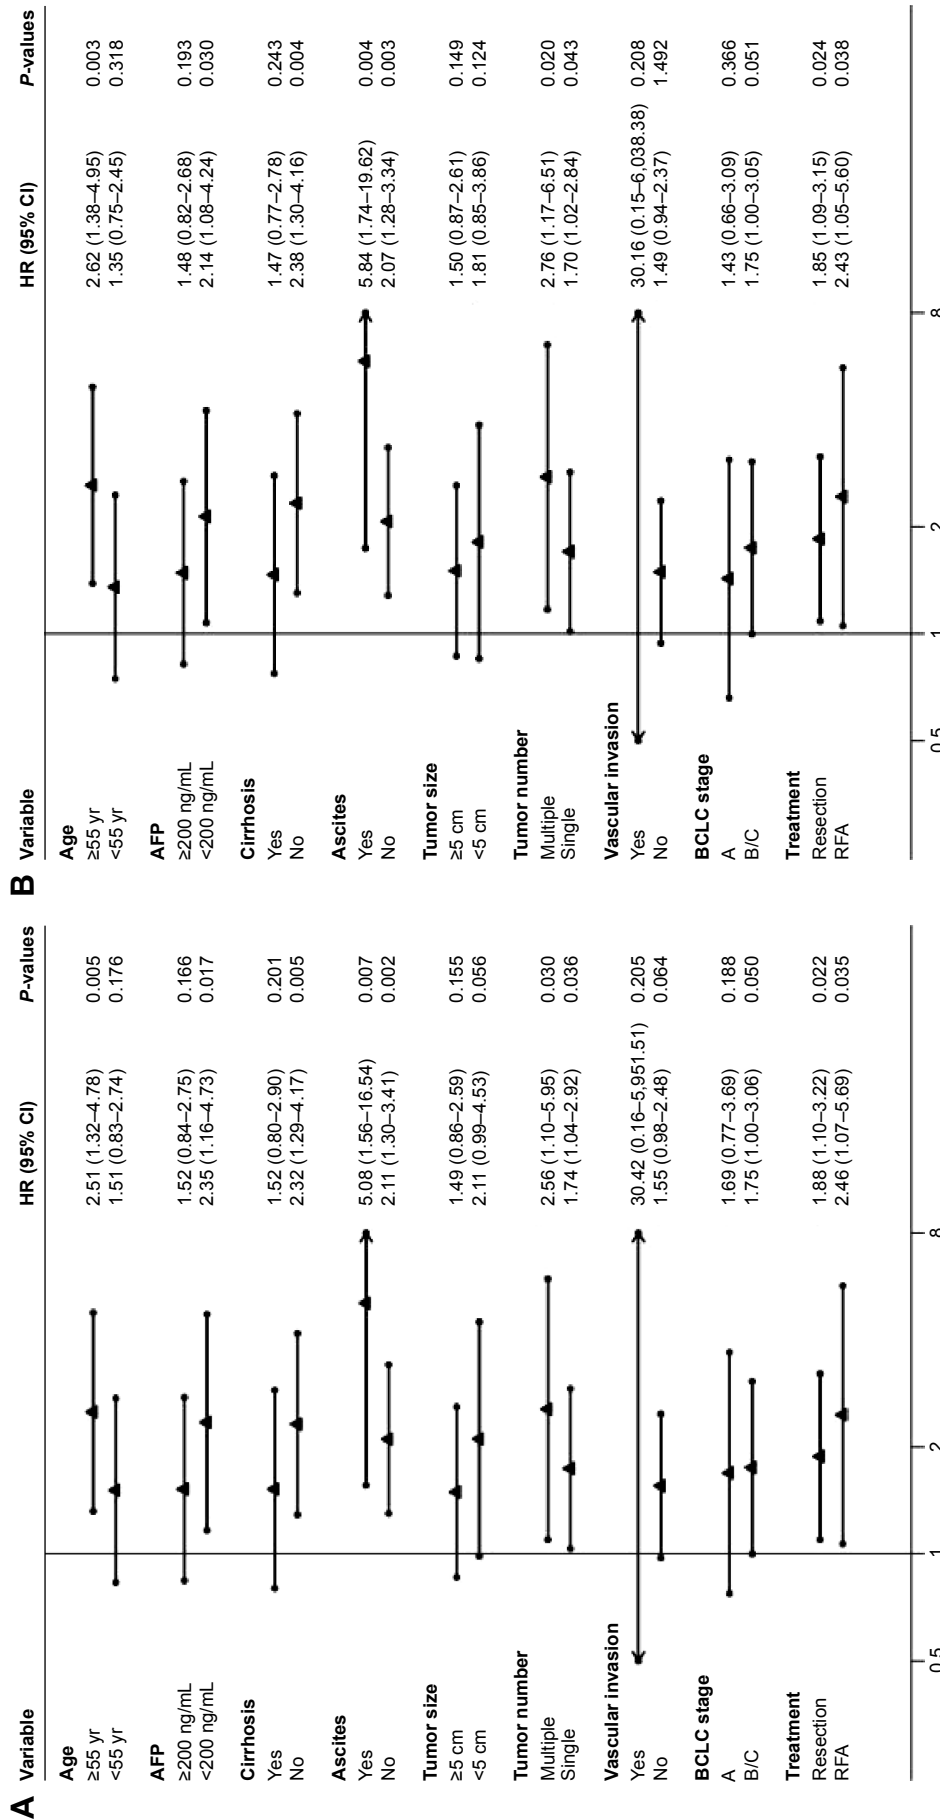 A
Variable HR (95% CI) P-values
Age
≥55 yr 2.51 (1.32–4.78) 0.005
<55 yr 1.51 (0.83–2.74) 0.176
AFP
≥200 ng/mL 1.52 (0.84–2.75) 0.166
<200 ng/mL 2.35 (1.16–4.73) 0.017
Cirrhosis
Yes 1.52 (0.80–2.90) 0.201
No 2.32 (1.29–4.17) 0.005
Ascites
Yes 5.08 (1.56–16.54) 0.007
No 2.11 (1.30–3.41) 0.002
Tumor size
≥5 cm 1.49 (0.86–2.59) 0.155
<5 cm 2.11 (0.99–4.53) 0.056
Tumor number
Multiple 2.56 (1.10–5.95) 0.030
Single 1.74 (1.04–2.92) 0.036
Vascular invasion
Yes 30.42 (0.16–5,951.51) 0.205
No 1.55 (0.98–2.48) 0.064
BCLC stage
A 1.69 (0.77–3.69) 0.188
B/C 1.75 (1.00–3.06) 0.050
Treatment
Resection 1.88 (1.10–3.22) 0.022
RFA 2.46 (1.07–5.69) 0.035
0.5 1 2 8
B
Variable HR (95% CI) P-values
Age
≥55 yr 2.62 (1.38–4.95) 0.003
<55 yr 1.35 (0.75–2.45) 0.318
AFP
≥200 ng/mL 1.48 (0.82–2.68) 0.193
<200 ng/mL 2.14 (1.08–4.24) 0.030
Cirrhosis
Yes 1.47 (0.77–2.78) 0.243
No 2.38 (1.30–4.16) 0.004
Ascites
Yes 5.84 (1.74–19.62) 0.004
No 2.07 (1.28–3.34) 0.003
Tumor size
≥5 cm 1.50 (0.87–2.61) 0.149
<5 cm 1.81 (0.85–3.86) 0.124
Tumor number
Multiple 2.76 (1.17–6.51) 0.020
Single 1.70 (1.02–2.84) 0.043
Vascular invasion
Yes 30.16 (0.15–6,038.38) 0.208
No 1.49 (0.94–2.37) 1.492
BCLC stage
A 1.43 (0.66–3.09) 0.366
B/C 1.75 (1.00–3.05) 0.051
Treatment
Resection 1.85 (1.09–3.15) 0.024
RFA 2.43 (1.05–5.60) 0.038
0.5 1 2 8